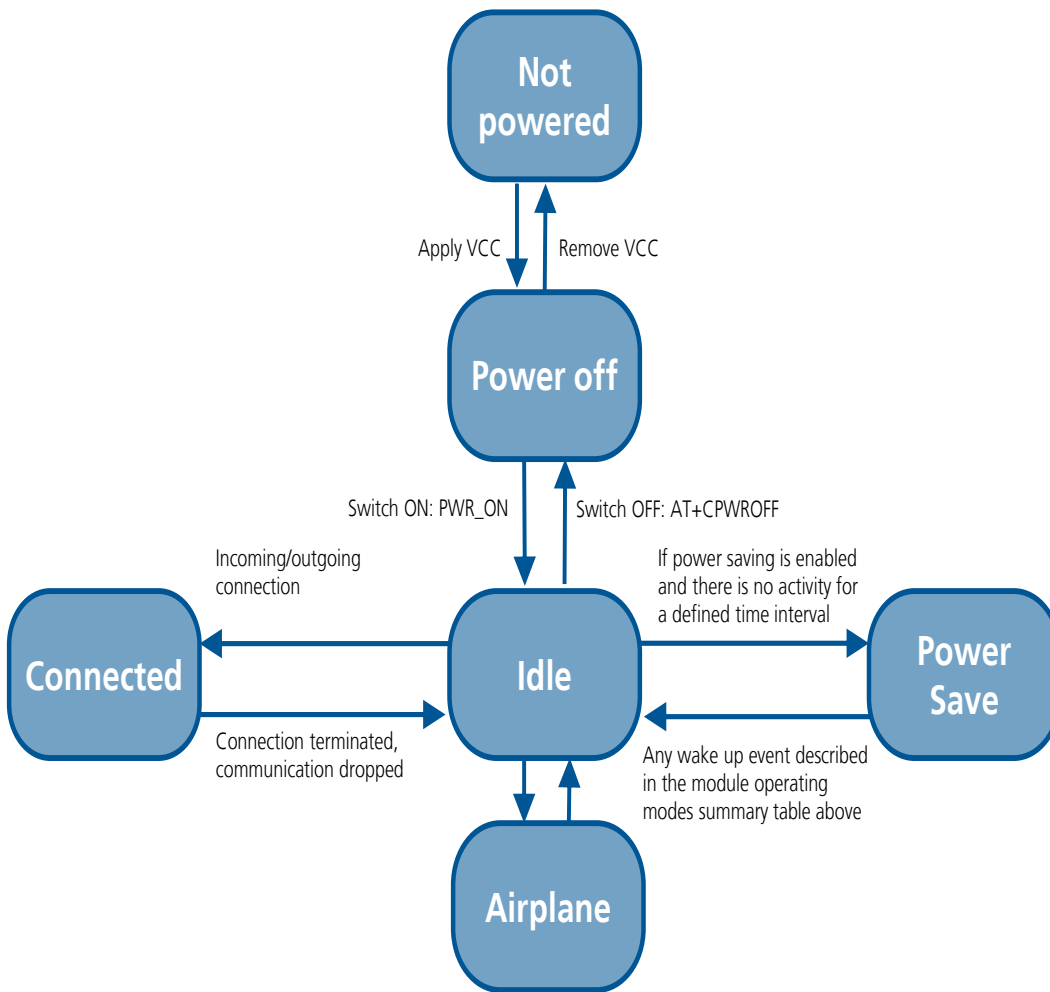 Not
powered
Apply VCC
Remove VCC
Power off
Switch ON: PWR_ON
Switch OFF: AT+CPWROFF
Incoming/outgoing
connection
If power saving is enabled
and there is no activity for
a defined time interval
Connected
Idle
Power
Save
Connection terminated,
communication dropped
Any wake up event described
in the module operating
modes summary table above
Airplane